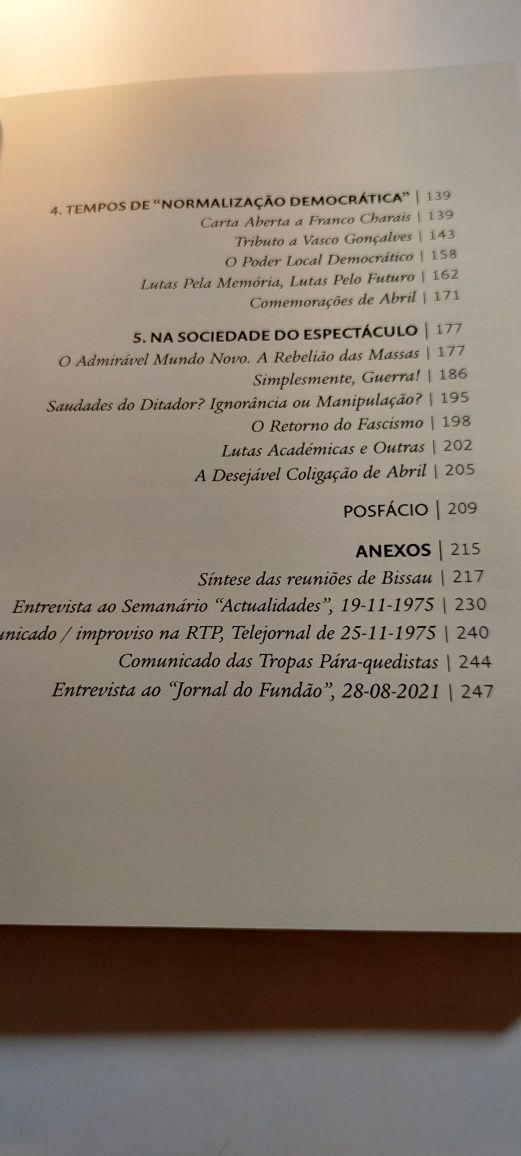 4. TEMPOS DE “NORMALIZAÇÃO DEMOCRÁTICA” | 139
Carta Aberta a Franco Charais | 139
Tributo a Vasco Gonçalves | 143
O Poder Local Democrático | 158
Lutas Pela Memória, Lutas Pelo Futuro | 162
Comemorações de Abril | 171
5. NA SOCIEDADE DO ESPECTÁCULO | 177
O Admirável Mundo Novo. A Rebelião das Massas | 177
Simplesmente, Guerra! | 186
Saudades do Ditador? Ignorância ou Manipulação? | 195
O Retorno do Fascismo | 198
Lutas Académicas e Outras | 202
A Desejável Coligação de Abril | 205
POSFÁCIO | 209
ANEXOS | 215
Síntese das reuniões de Bissau | 217
Entrevista ao Semanário “Actualidades”, 19-11-1975 | 230
/ improviso na RTP, Telejornal de 25-11-1975 | 240
Comunicado das Tropas Pára-quedistas | 244
Entrevista ao “Jornal do Fundão”, 28-08-2021 | 247